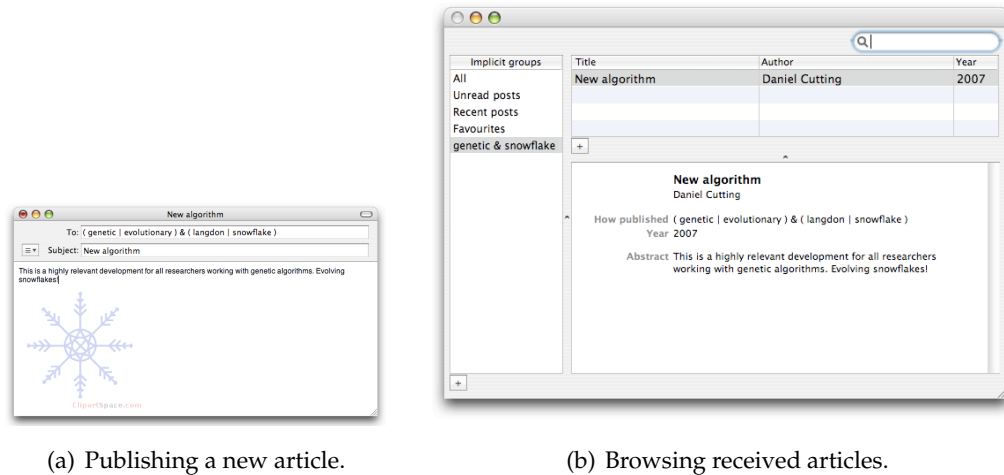 New algorithm
To: ( genetic | evolutionary ) & ( langdon | snowflake )
Subject: New algorithm
This is a highly relevant development for all researchers working with genetic algorithms. Evolving
snowflakes!
ClipartSpace.com
(a) Publishing a new article.
Implicit groups
All
Unread posts
Recent posts
Favourites
genetic & snowflake
+
Title Author Year
New algorithm Daniel Cutting 2007
+
New algorithm
Daniel Cutting
How published ( genetic | evolutionary ) & ( langdon | snowflake )
Year 2007
Abstract This is a highly relevant development for all researchers
working with genetic algorithms. Evolving snowflakes!
(b) Browsing received articles.